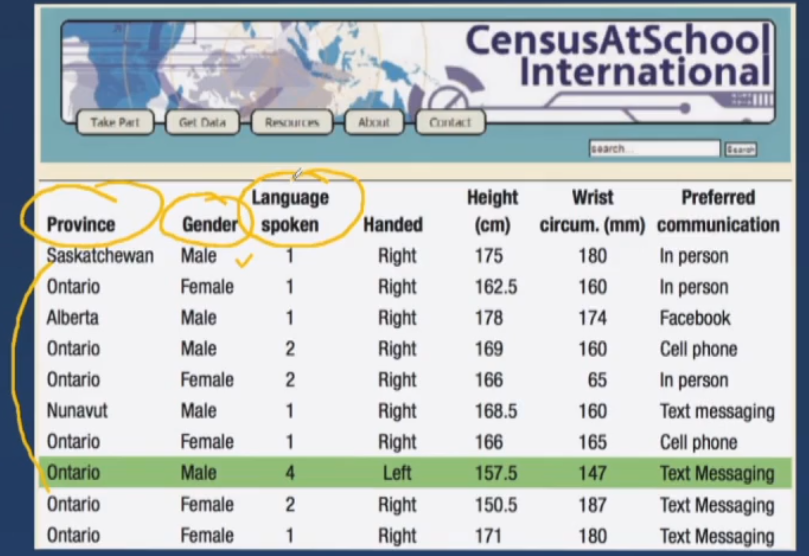 CensusAtSchool
International
Take Part Get Data Resources About Contact
search... Search
Language Height Wrist Preferred
Province Gender spoken Handed (cm) circum. (mm) communication
Saskatchewan Male 1 Right 175 180 In person
Ontario Female 1 Right 162.5 160 In person
Alberta Male 1 Right 178 174 Facebook
Ontario Male 2 Right 169 160 Cell phone
Ontario Female 2 Right 166 65 In person
Nunavut Male 1 Right 168.5 160 Text messaging
Ontario Female 1 Right 166 165 Cell phone
Ontario Male 4 Left 157.5 147 Text Messaging
Ontario Female 2 Right 150.5 187 Text Messaging
Ontario Female 1 Right 171 180 Text Messaging